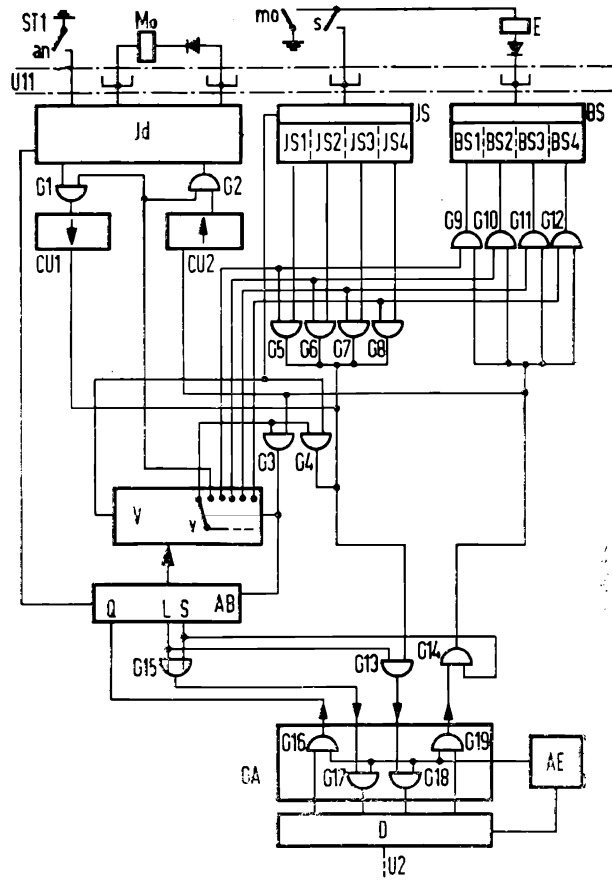 ST1 Mo mo
an s E
U11
JS BS
Jd JS1 JS2 JS3 JS4 BS1 BS2 BS3 BS4
G1 G2
G9 G10 G11 G12
CU1 CU2
G5 G6 G7 G8
G3 G4
V v
Q L S AB
G15 G13 G14
G16 G19
G17 G18 AE
GA
D
U2